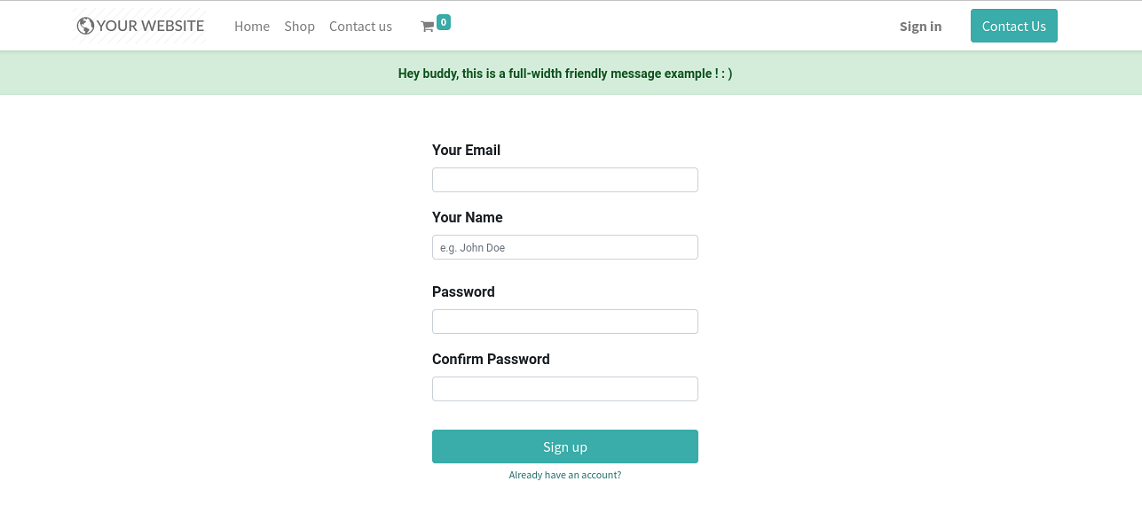 YOUR WEBSITE Home Shop Contact us 0 Sign in Contact Us
Hey buddy, this is a full-width friendly message example ! : )
Your Email
Your Name
e.g. John Doe
Password
Confirm Password
Sign up
Already have an account?